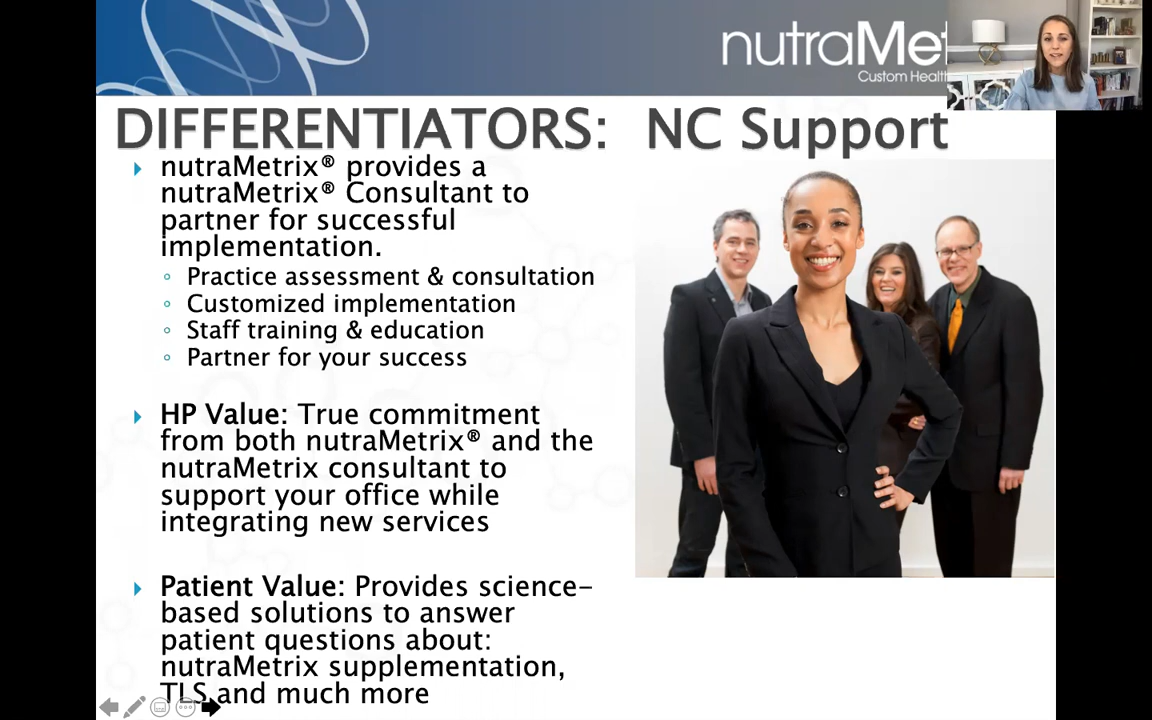 nutraMet
Custom Health
DIFFERENTIATORS: NC Support
nutraMetrix® provides a
nutraMetrix® Consultant to
partner for successful
implementation.
Practice assessment & consultation
Customized implementation
Staff training & education
Partner for your success
HP Value: True commitment
from both nutraMetrix® and the
nutraMetrix consultant to
support your office while
integrating new services
Patient Value: Provides science-
based solutions to answer
patient questions about:
nutraMetrix supplementation,
TLS and much more